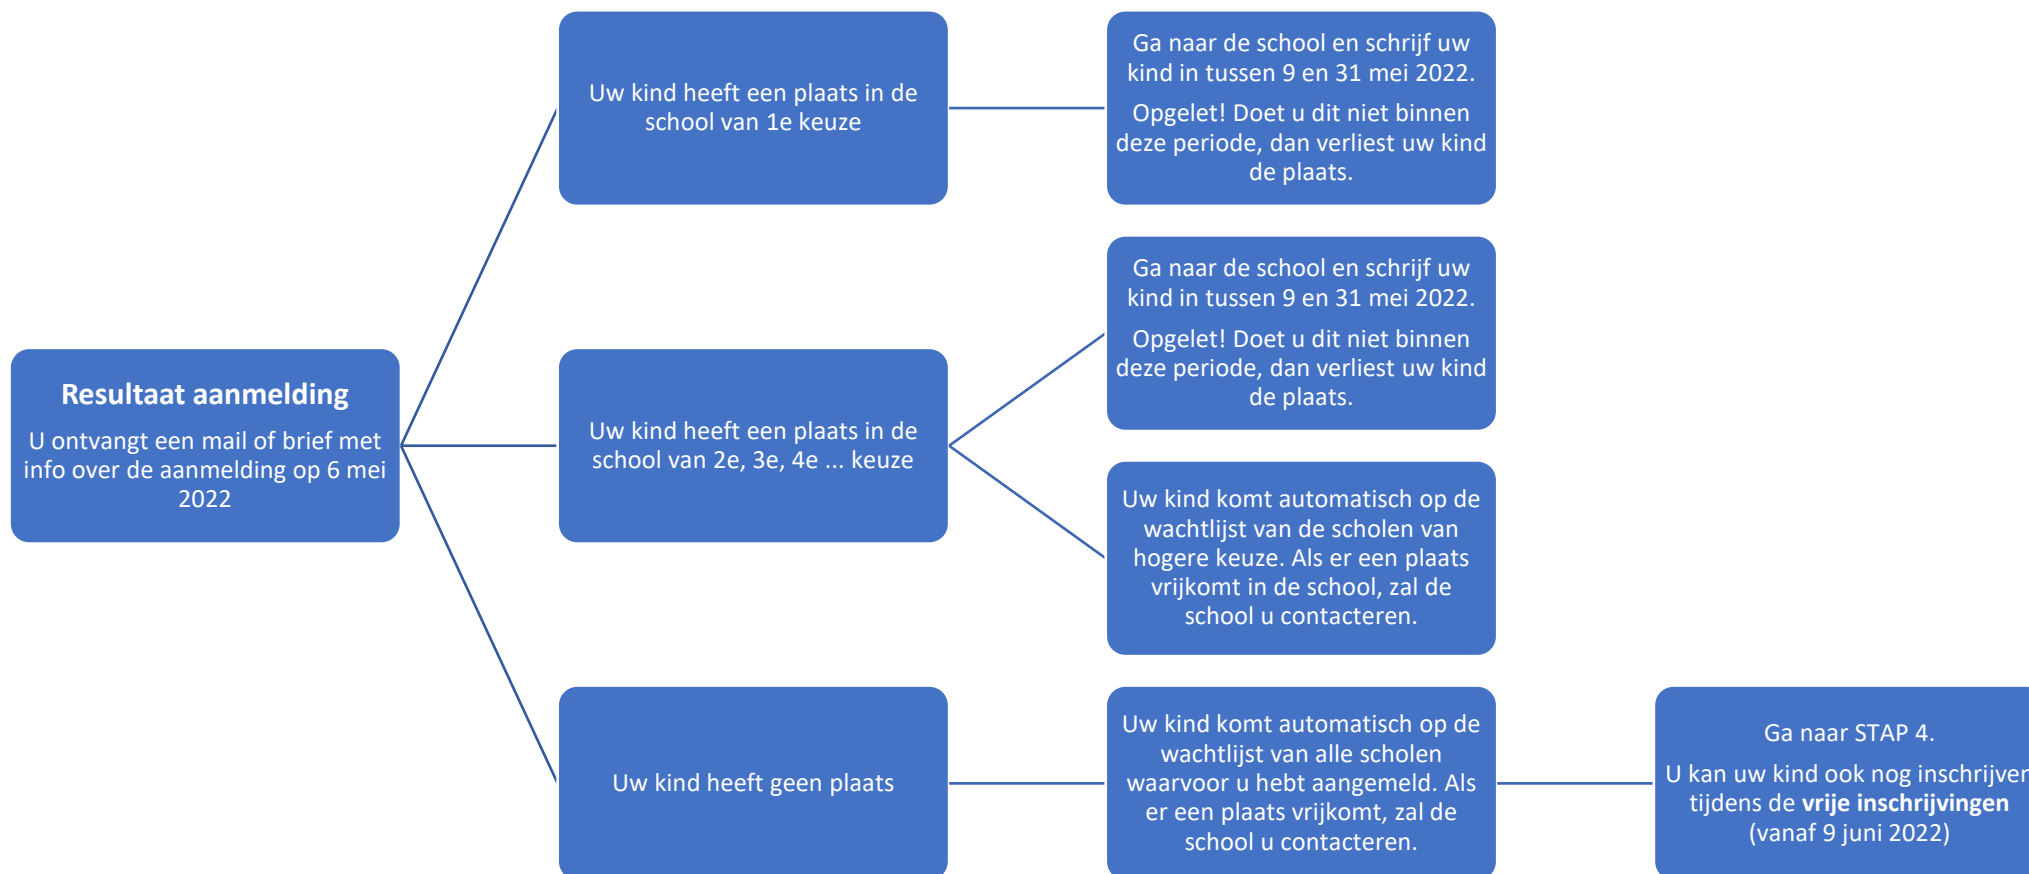 Resultaat aanmelding
U ontvangt een mail of brief met
info over de aanmelding op 6 mei
2022
Uw kind heeft een plaats in de
school van 1e keuze
Ga naar de school en schrijf uw
kind in tussen 9 en 31 mei 2022.
Opgelet! Doet u dit niet binnen
deze periode, dan verliest uw kind
de plaats.
Uw kind heeft een plaats in de
school van 2e, 3e, 4e ... keuze
Ga naar de school en schrijf uw
kind in tussen 9 en 31 mei 2022.
Opgelet! Doet u dit niet binnen
deze periode, dan verliest uw kind
de plaats.
Uw kind komt automatisch op de
wachtlijst van de scholen van
hogere keuze. Als er een plaats
vrijkomt in de school, zal de
school u contacteren.
Uw kind heeft geen plaats
Uw kind komt automatisch op de
wachtlijst van alle scholen
waarvoor u hebt aangemeld. Als
er een plaats vrijkomt, zal de
school u contacteren.
Ga naar STAP 4.
U kan uw kind ook nog inschrijven
tijdens de vrije inschrijvingen
(vanaf 9 juni 2022)